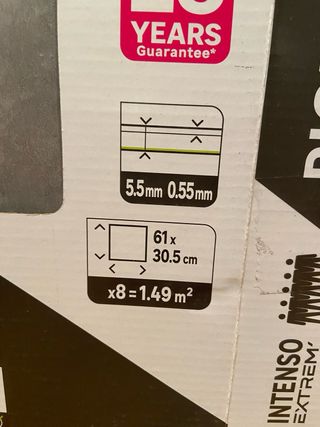 YEARS
Guarantee*
5.5mm 0.55mm
61 x
30.5 cm
x8 = 1.49 m²
INTENSO
EXTREM'